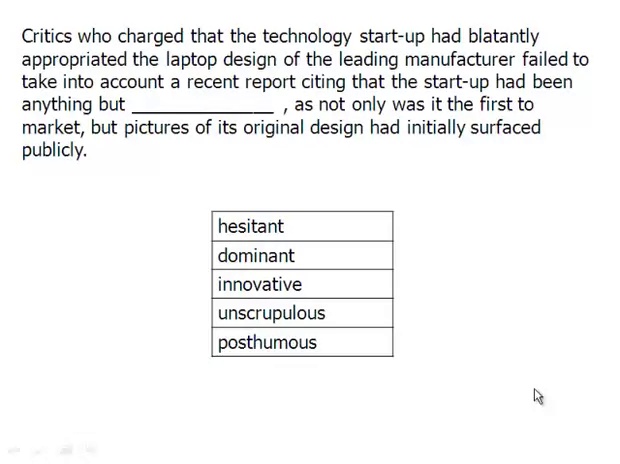 Critics who charged that the technology start-up had blatantly
appropriated the laptop design of the leading manufacturer failed to
take into account a recent report citing that the start-up had been
anything but _______________ , as not only was it the first to
market, but pictures of its original design had initially surfaced
publicly.
hesitant
dominant
innovative
unscrupulous
posthumous